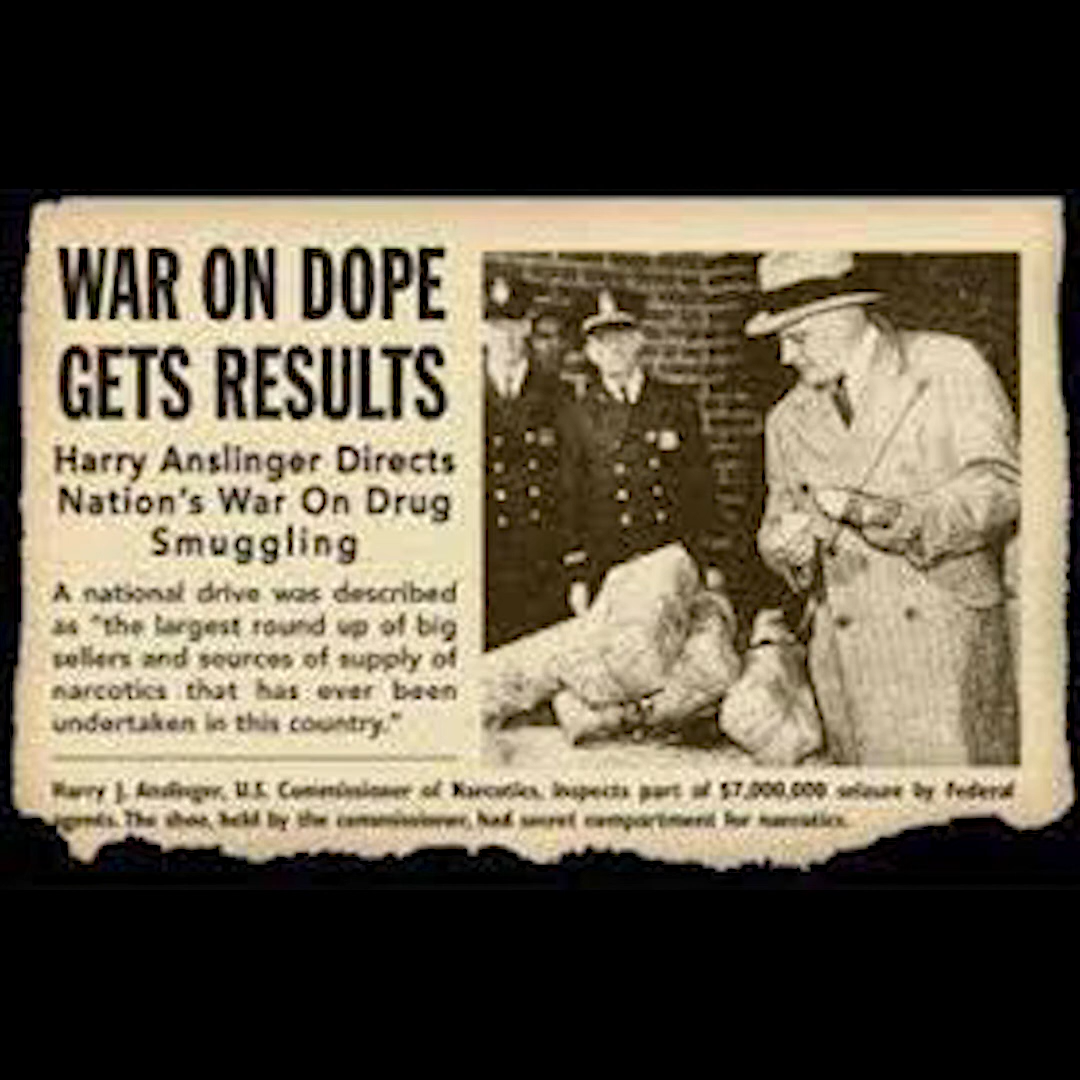 WAR ON DOPE
GETS RESULTS
Harry Anslinger Directs
Nation's War On Drug
Smuggling
A national drive was described
as "the largest round up of big
sellers and sources of supply of
narcotics that has ever been
undertaken in this country."
Harry J. Anslinger, U.S. Commissioner of Narcotics, inspects part of $7,000,000 seizure by Federal
agents. The shoe, held by the commissioner, had secret compartment for narcotics.